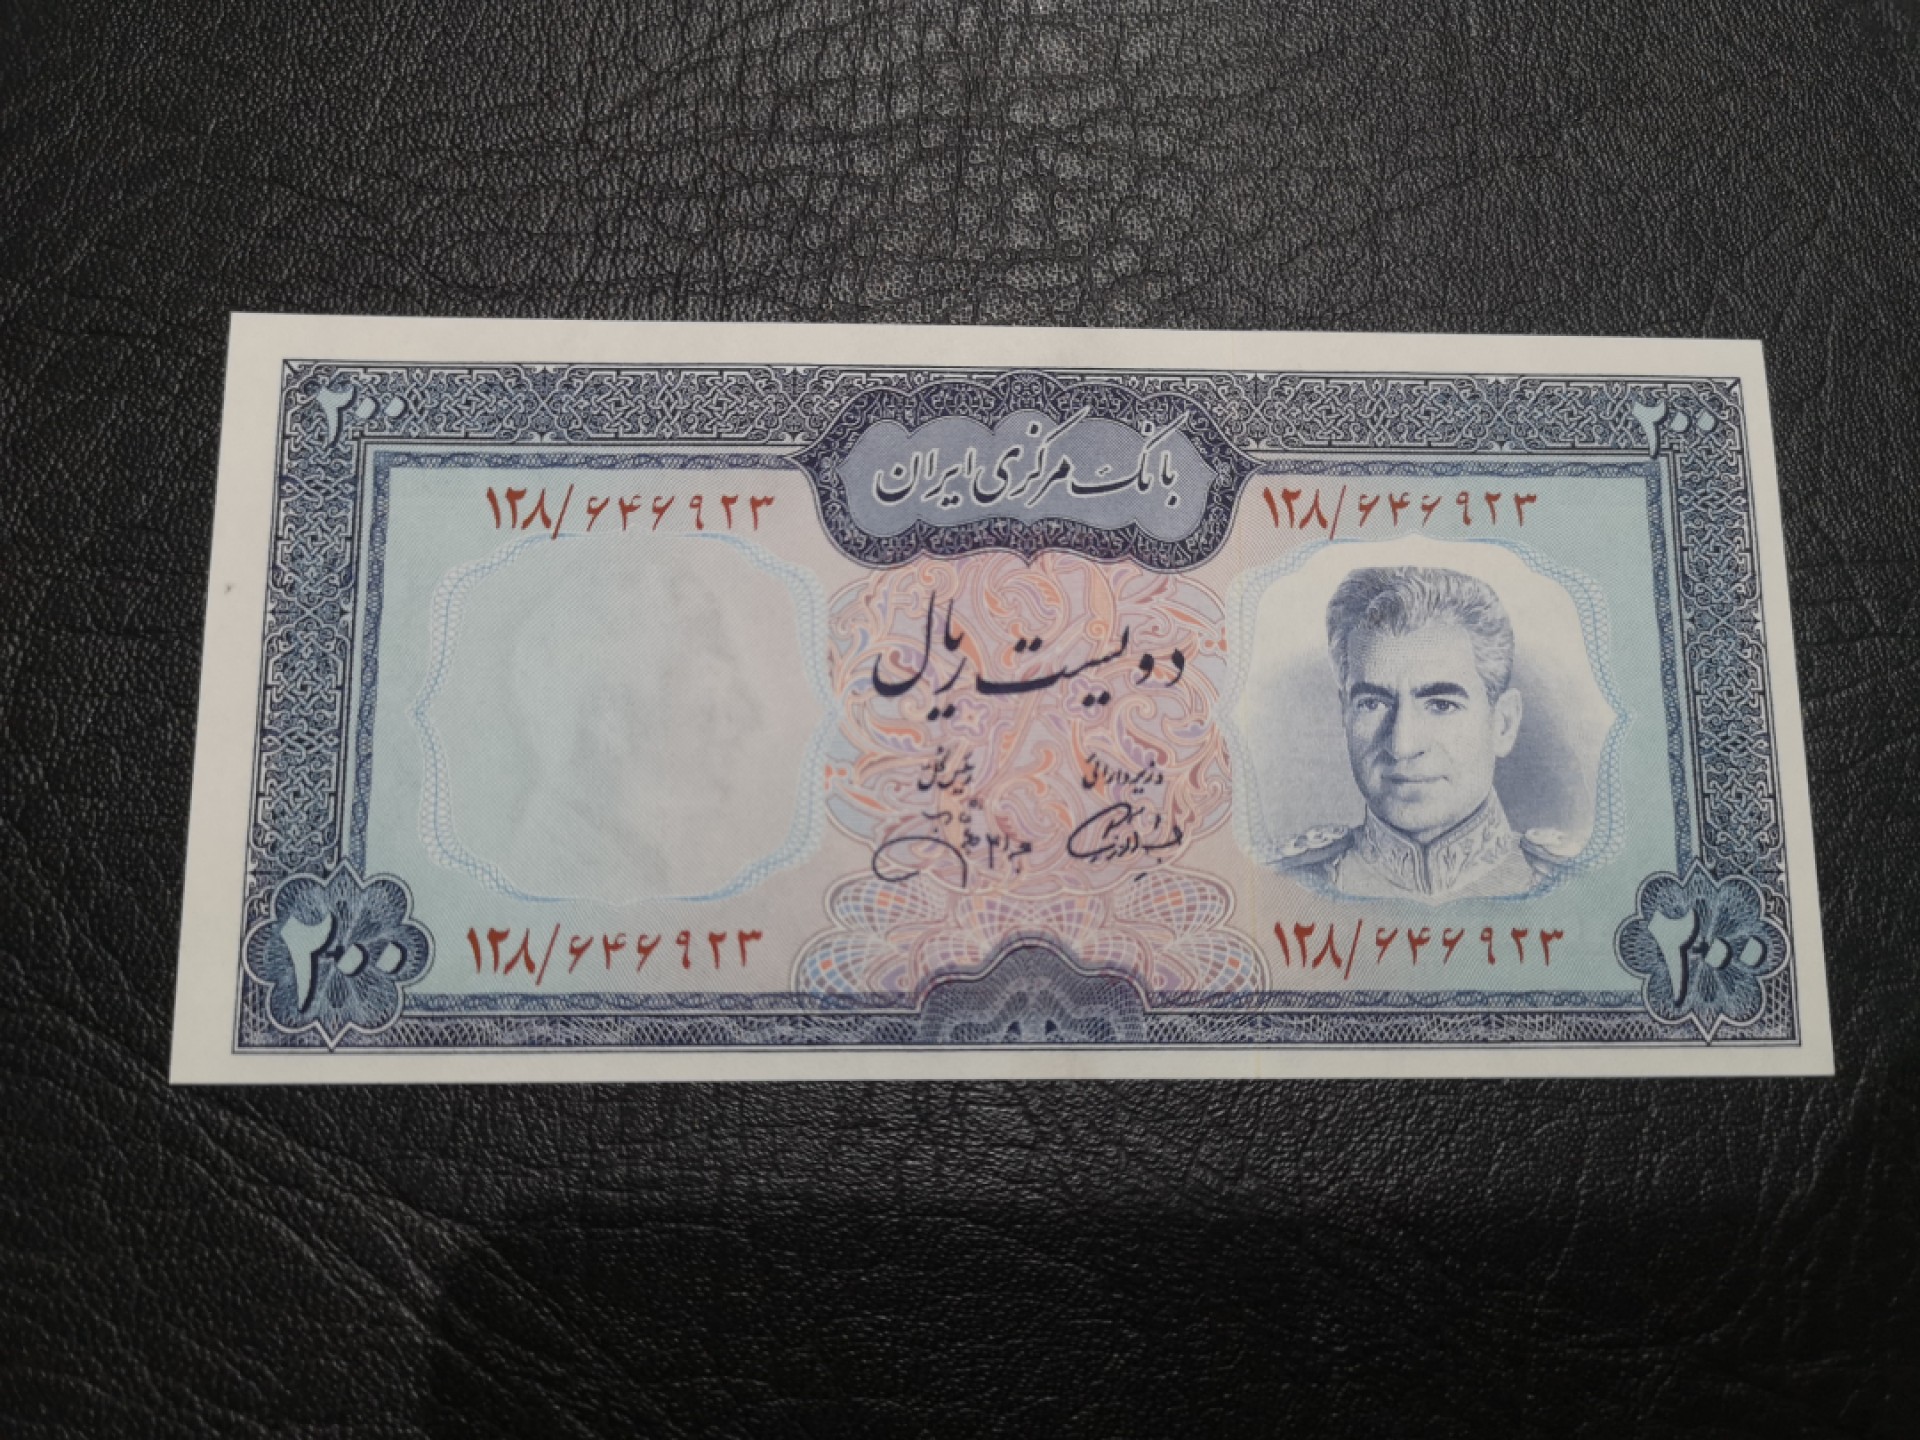 ۲۰۰
۲۰۰
بانک مرکزی ایران
۱۲۸/۶۴۶۹۲۳
۱۲۸/۶۴۶۹۲۳
دویست ریال
وزیر دارائی
رئیس کل
۱۲۸/۶۴۶۹۲۳
۱۲۸/۶۴۶۹۲۳
۲۰۰
۲۰۰